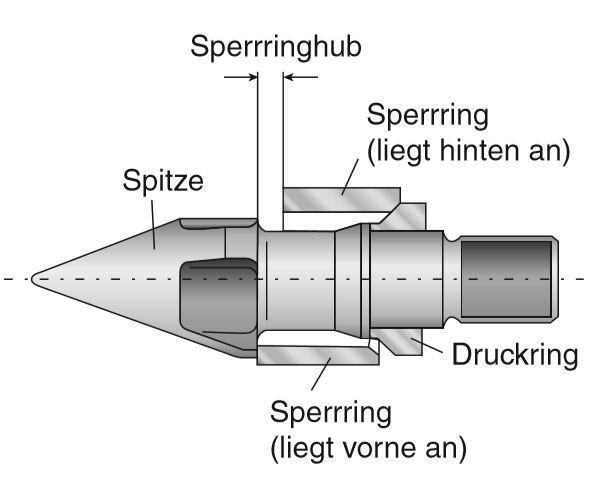 Sperrringhub
Sperrring
(liegt hinten an)
Spitze
Druckring
Sperrring
(liegt vorne an)